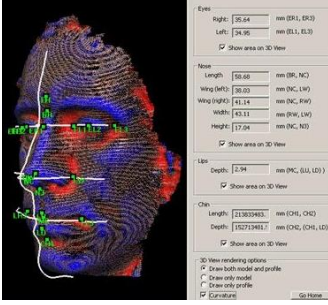 Eyes
Right: 35.64 mm (ER1, ER3)
Left: 34.95 mm (EL1, EL3)
Show area on 3D View
Nose
Length 58.68 mm (BR, NC)
Wing (left): 38.03 mm (NC, LW)
Wing (right): 41.14 mm (NC, RW)
Width: 43.11 mm (LW, RW)
Height: 17.04 mm (NC, N3)
Show area on 3D View
Lips
Depth: 2.94 mm (MC, (LU, LD) )
Show area on 3D View
Chin
Length: 213833483. mm (CH1, CH2)
Depth: 152713481. mm (CH2, (CH1, LD)
Show area on 3D View
3D View rendering options
Draw both model and profile
Draw only model
Draw only profile
Curvature
Go Home